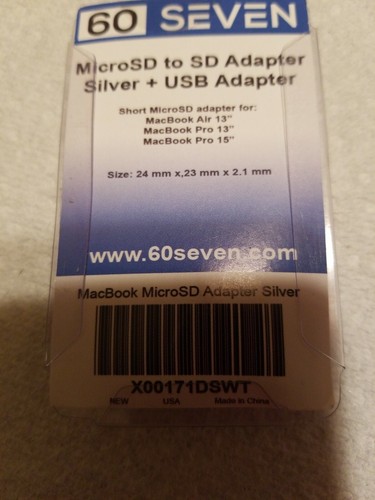 60 SEVEN
MicroSD to SD Adapter
Silver + USB Adapter
Short MicroSD adapter for:
MacBook Air 13"
MacBook Pro 13"
MacBook Pro 15"
Size: 24 mm x,23 mm x 2.1 mm
www.60seven.com
MacBook MicroSD Adapter Silver
X00171DSWT
NEW USA Made in China